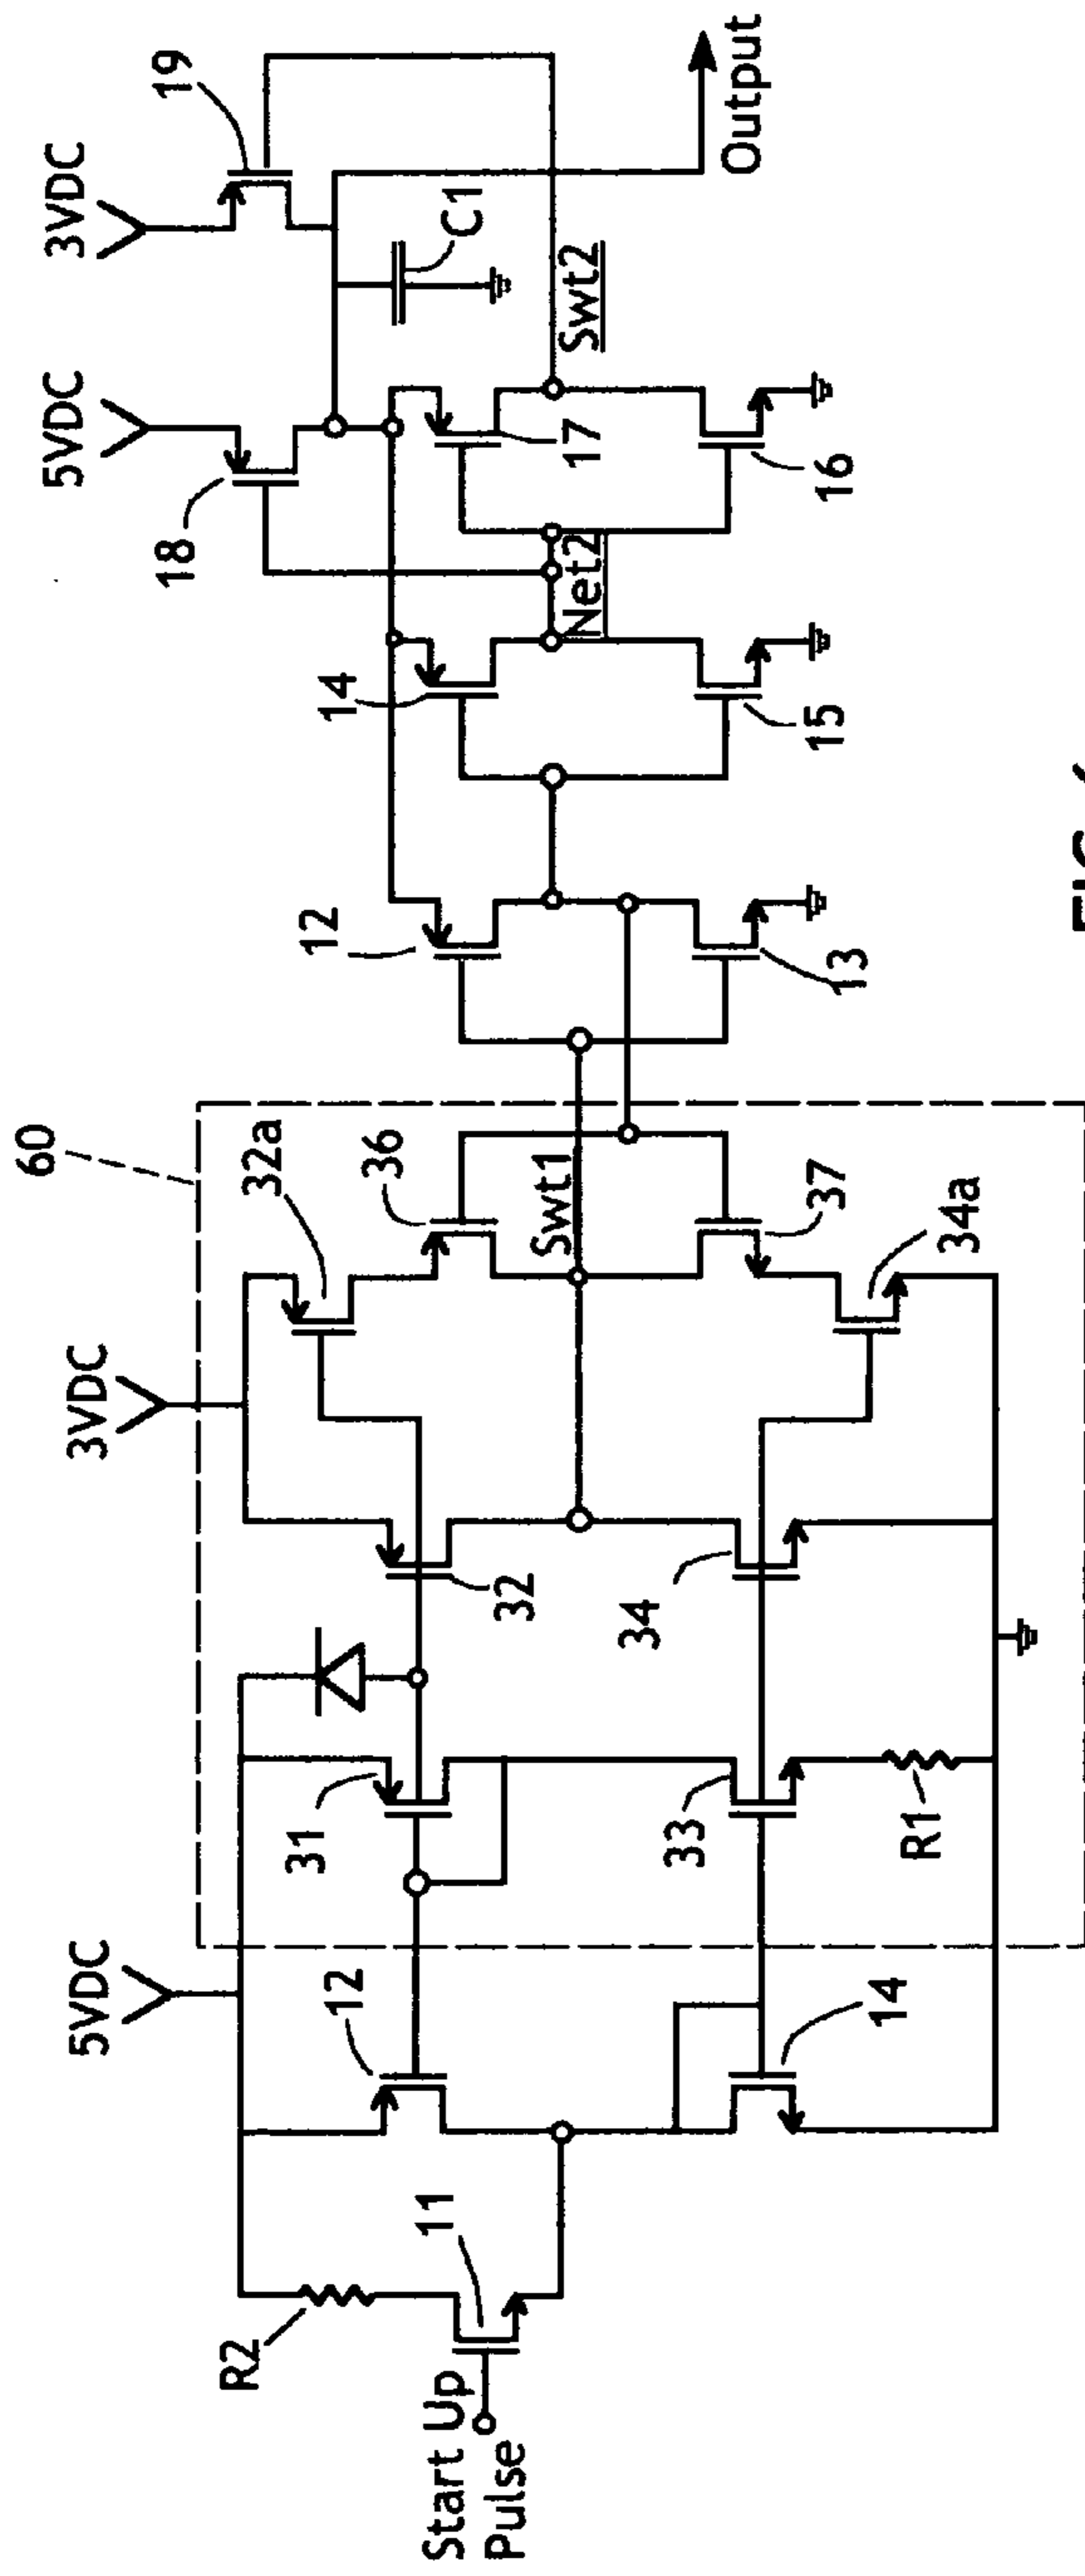 60
5VDC
3VDC
5VDC
3VDC
19
18
32a
12
14
C1
R2
12
31
36
11
32
Swt1
Net2
Swt2
17
Start Up
Pulse
33
34
37
Output
14
R1
34a
13
15
16